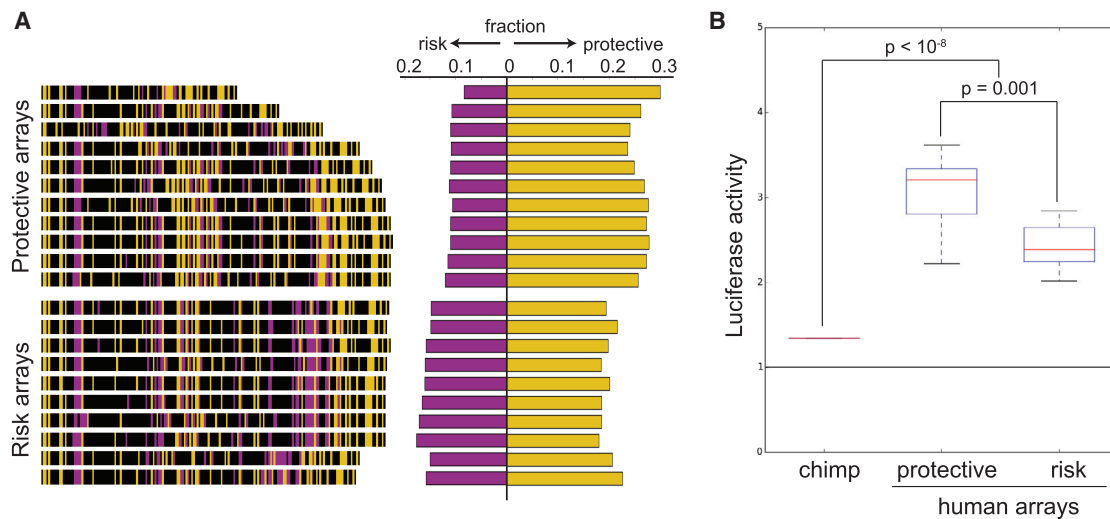 A
fraction
risk
protective
0.2 0.1 0 0.1 0.2 0.3
Protective arrays
Risk arrays
B
Luciferase activity
5
4
3
2
1
0
p < 10⁻⁸
p = 0.001
chimp protective risk
human arrays